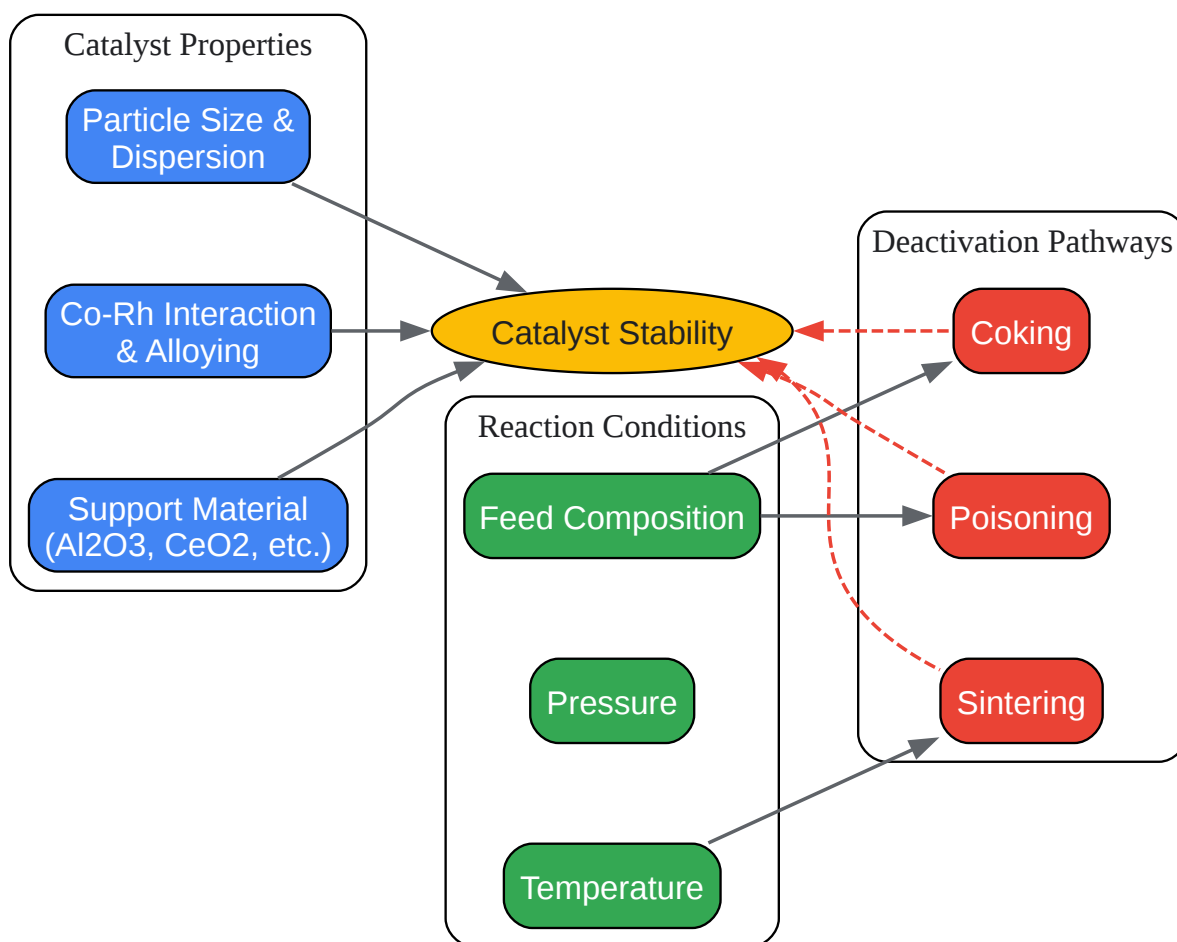 Catalyst Properties
Particle Size &
Dispersion
Co-Rh Interaction
& Alloying
Support Material
(Al2O3, CeO2, etc.)
Catalyst Stability
Reaction Conditions
Feed Composition
Pressure
Temperature
Deactivation Pathways
Coking
Poisoning
Sintering